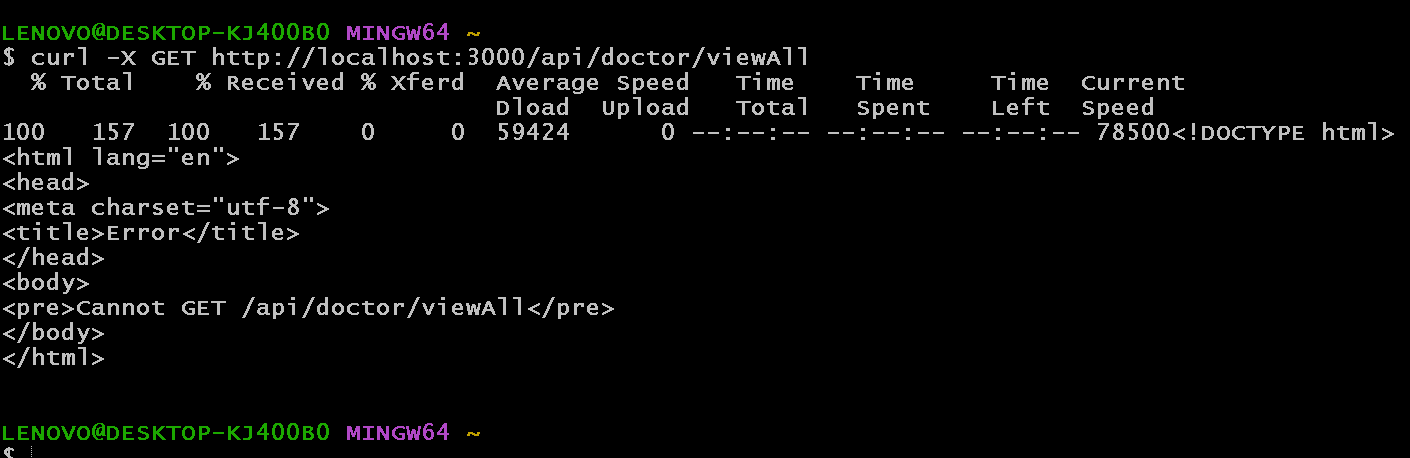 LENOVO@DESKTOP-KJ400B0 MINGW64 ~
$ curl -X GET http://localhost:3000/api/doctor/viewAll
  % Total    % Received % Xferd  Average Speed   Time    Time     Time  Current
                                 Dload  Upload   Total   Spent    Left  Speed
100   157  100   157    0     0  59424      0 --:--:-- --:--:-- --:--:-- 78500<!DOCTYPE html>
<html lang="en">
<head>
<meta charset="utf-8">
<title>Error</title>
</head>
<body>
<pre>Cannot GET /api/doctor/viewAll</pre>
</body>
</html>
LENOVO@DESKTOP-KJ400B0 MINGW64 ~
$